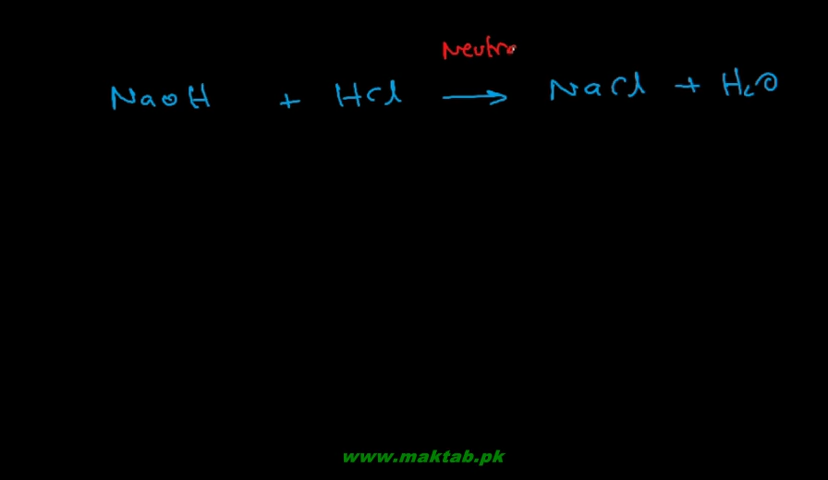 Neutra
NaOH + HCl → NaCl + H₂O
www.maktab.pk